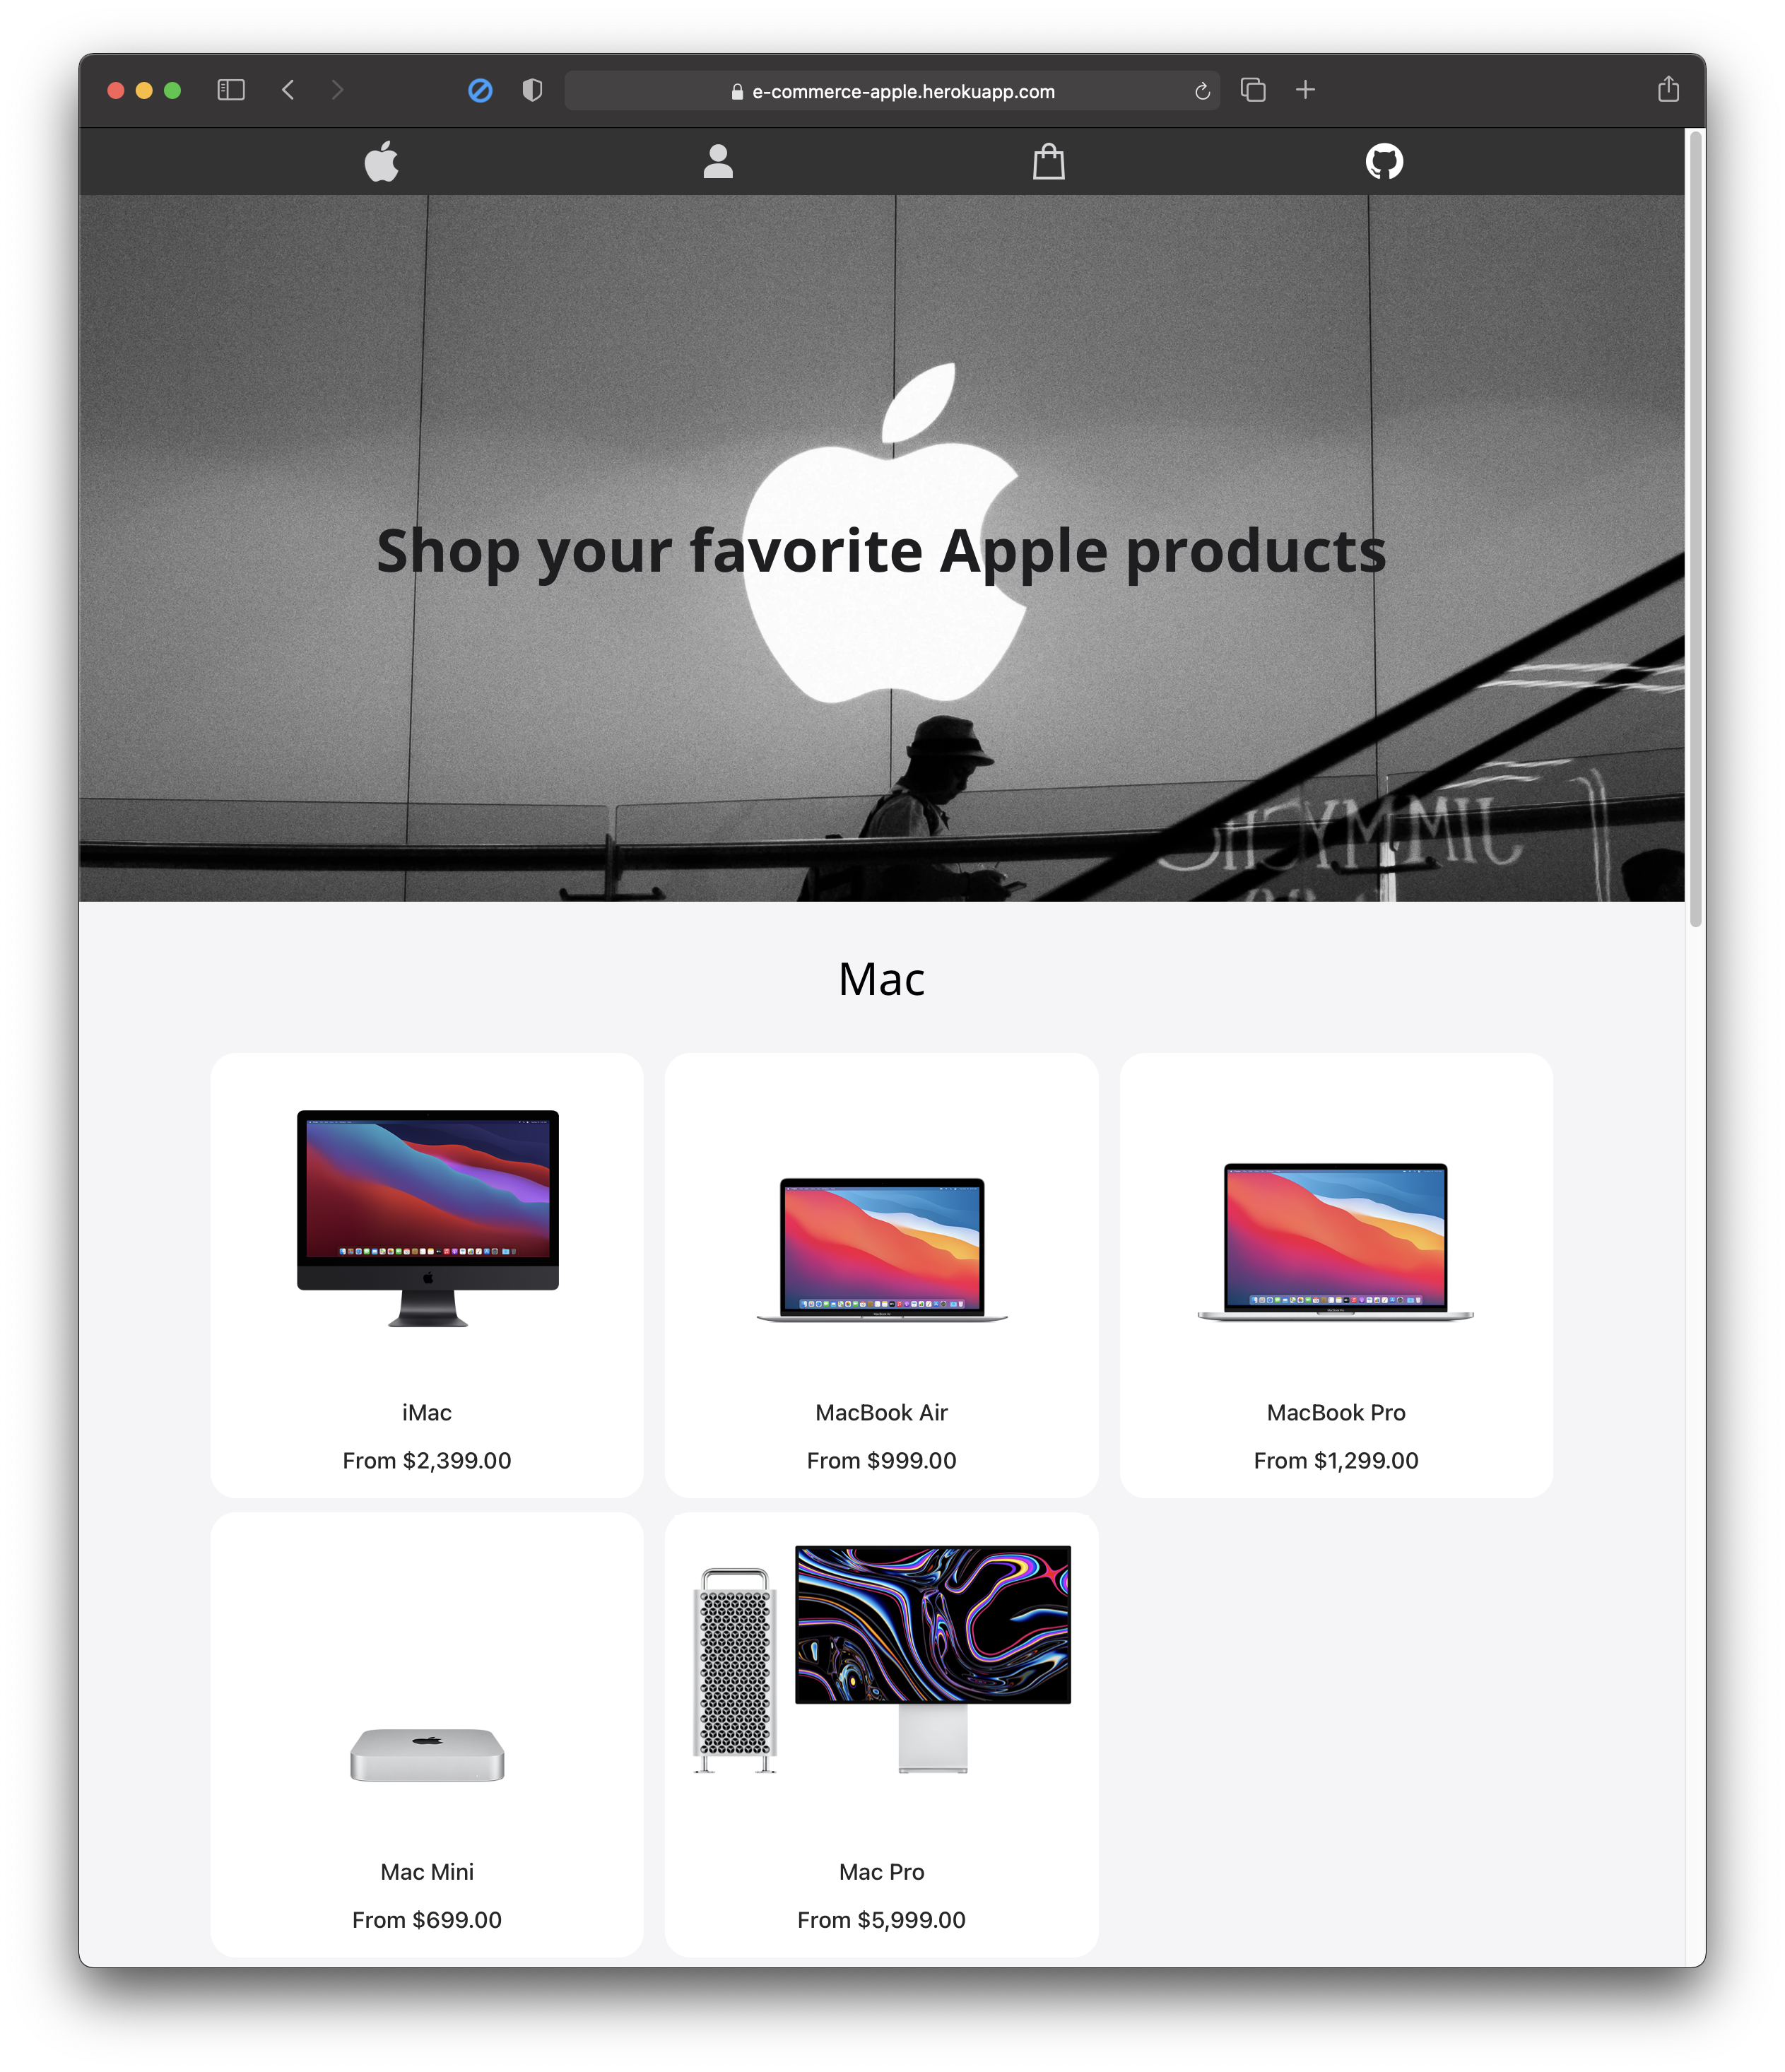 e-commerce-apple.herokuapp.com
Shop your favorite Apple products
Mac
iMac
From $2,399.00
MacBook Air
From $999.00
MacBook Pro
From $1,299.00
Mac Mini
From $699.00
Mac Pro
From $5,999.00